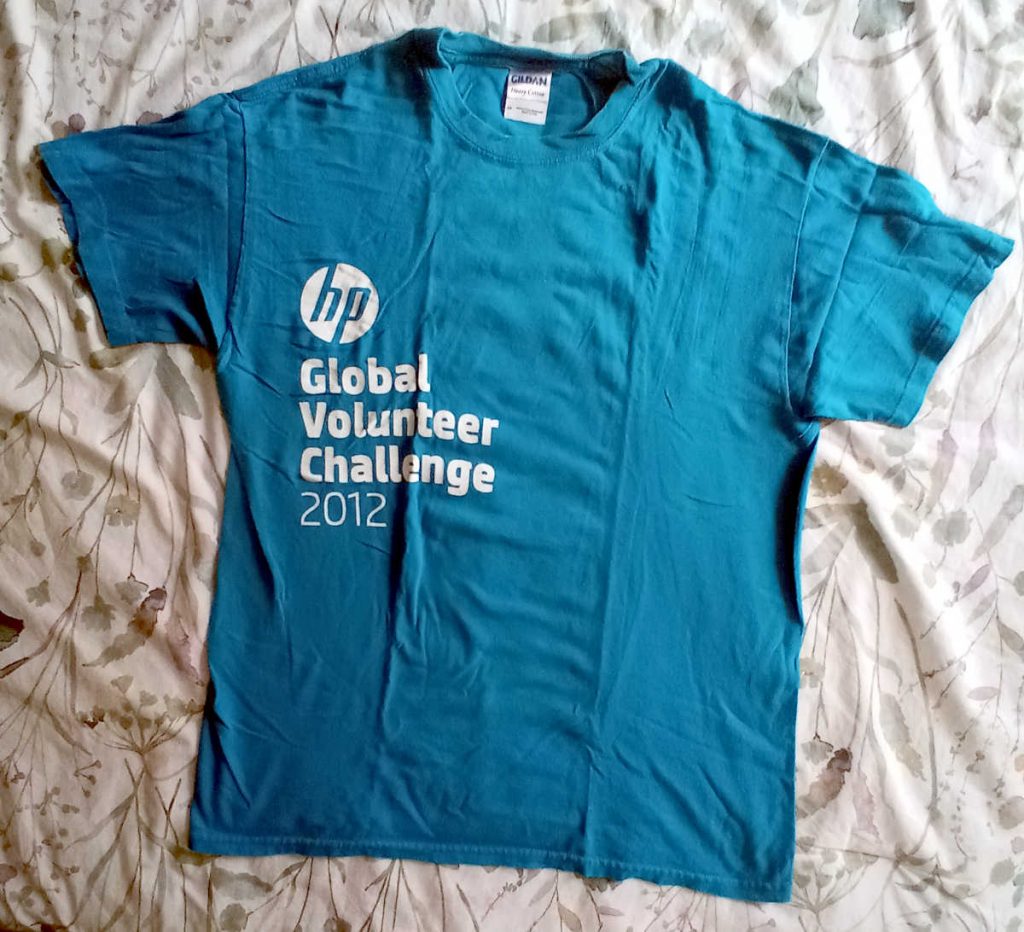 GILDAN
Heavy Cotton
hp
Global
Volunteer
Challenge
2012